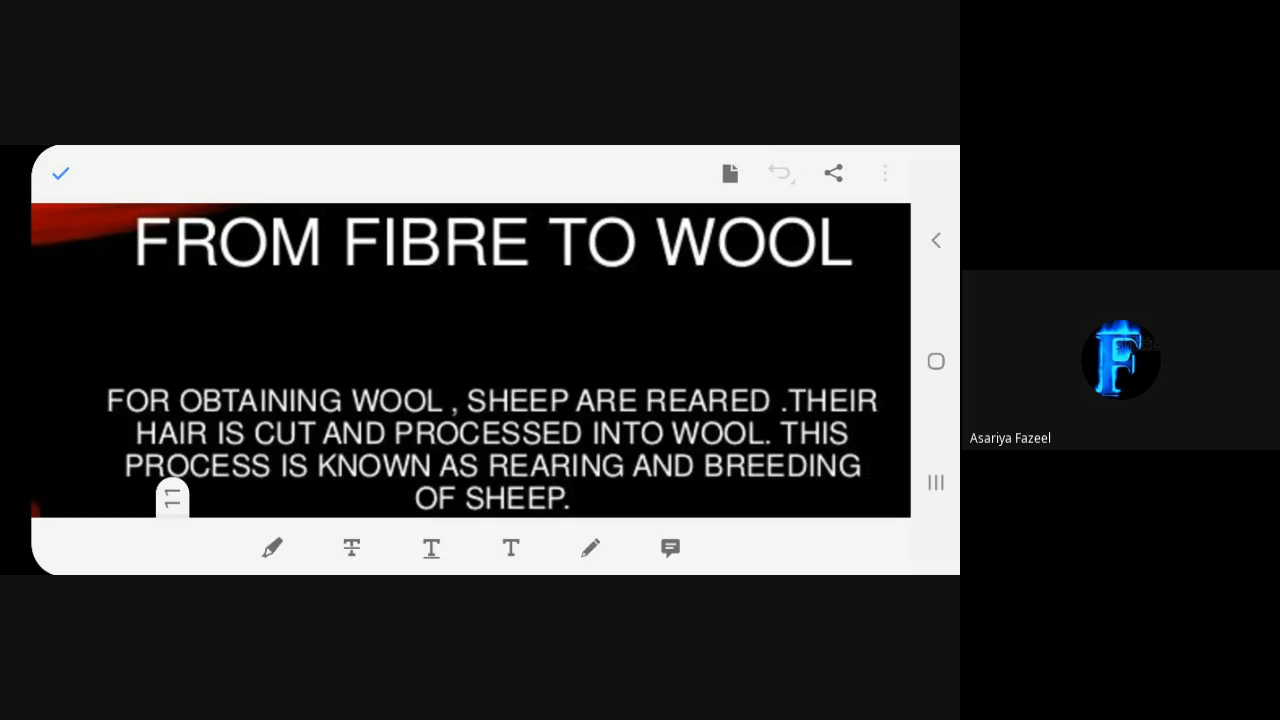 FROM FIBRE TO WOOL
FOR OBTAINING WOOL , SHEEP ARE REARED .THEIR
HAIR IS CUT AND PROCESSED INTO WOOL. THIS
PROCESS IS KNOWN AS REARING AND BREEDING
OF SHEEP.
11
Asariya Fazeel